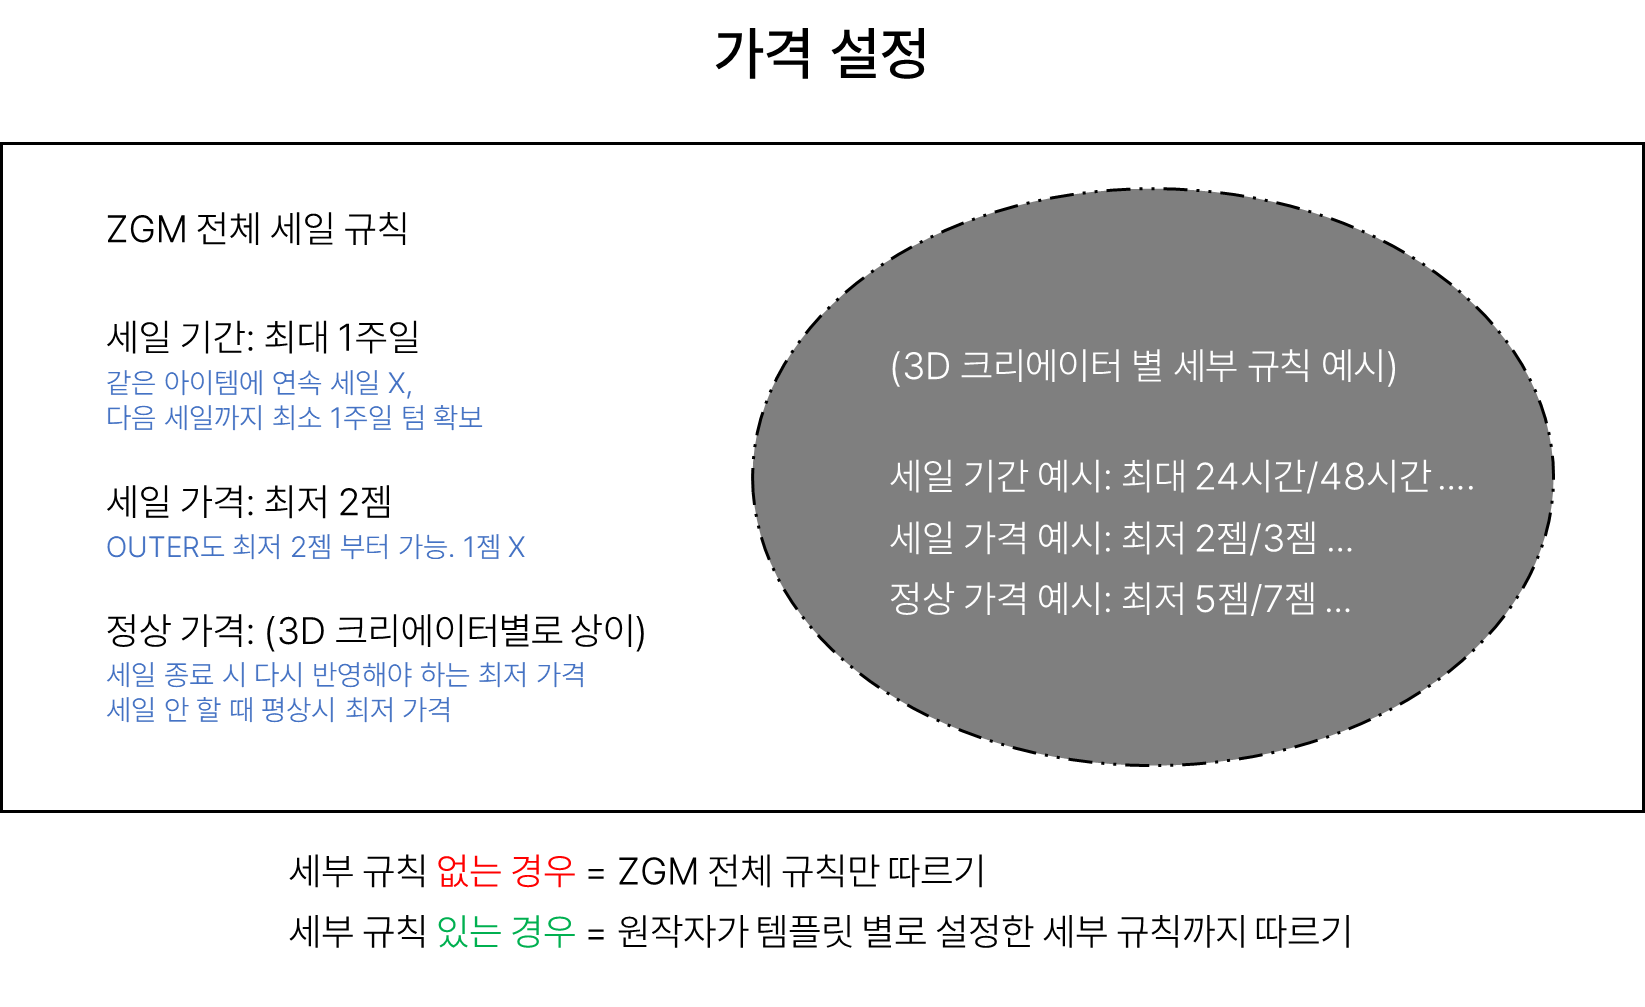 가격 설정
ZGM 전체 세일 규칙
세일 기간: 최대 1주일
같은 아이템에 연속 세일 X,
다음 세일까지 최소 1주일 텀 확보
세일 가격: 최저 2젬
OUTER도 최저 2젬 부터 가능. 1젬 X
정상 가격: (3D 크리에이터별로 상이)
세일 종료 시 다시 반영해야 하는 최저 가격
세일 안 할 때 평상시 최저 가격
(3D 크리에이터 별 세부 규칙 예시)
세일 기간 예시: 최대 24시간/48시간 ....
세일 가격 예시: 최저 2젬/3젬 ...
정상 가격 예시: 최저 5젬/7젬 ...
세부 규칙 없는 경우 = ZGM 전체 규칙만 따르기
세부 규칙 있는 경우 = 원작자가 템플릿 별로 설정한 세부 규칙까지 따르기